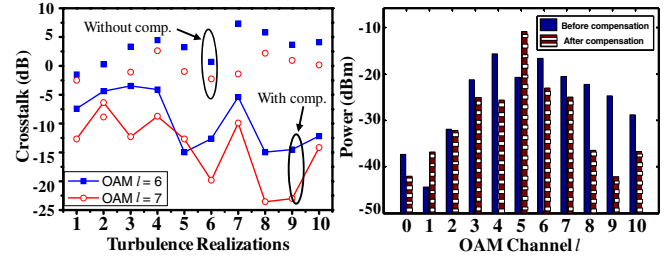 Without comp.
With comp.
Crosstalk (dB)
10
5
0
-5
-10
-15
-20
-25
OAM l = 6
OAM l = 7
1 2 3 4 5 6 7 8 9 10
Turbulence Realizations
Before compensation
After compensation
Power (dBm)
-10
-20
-30
-40
-50
0 1 2 3 4 5 6 7 8 9 10
OAM Channel l